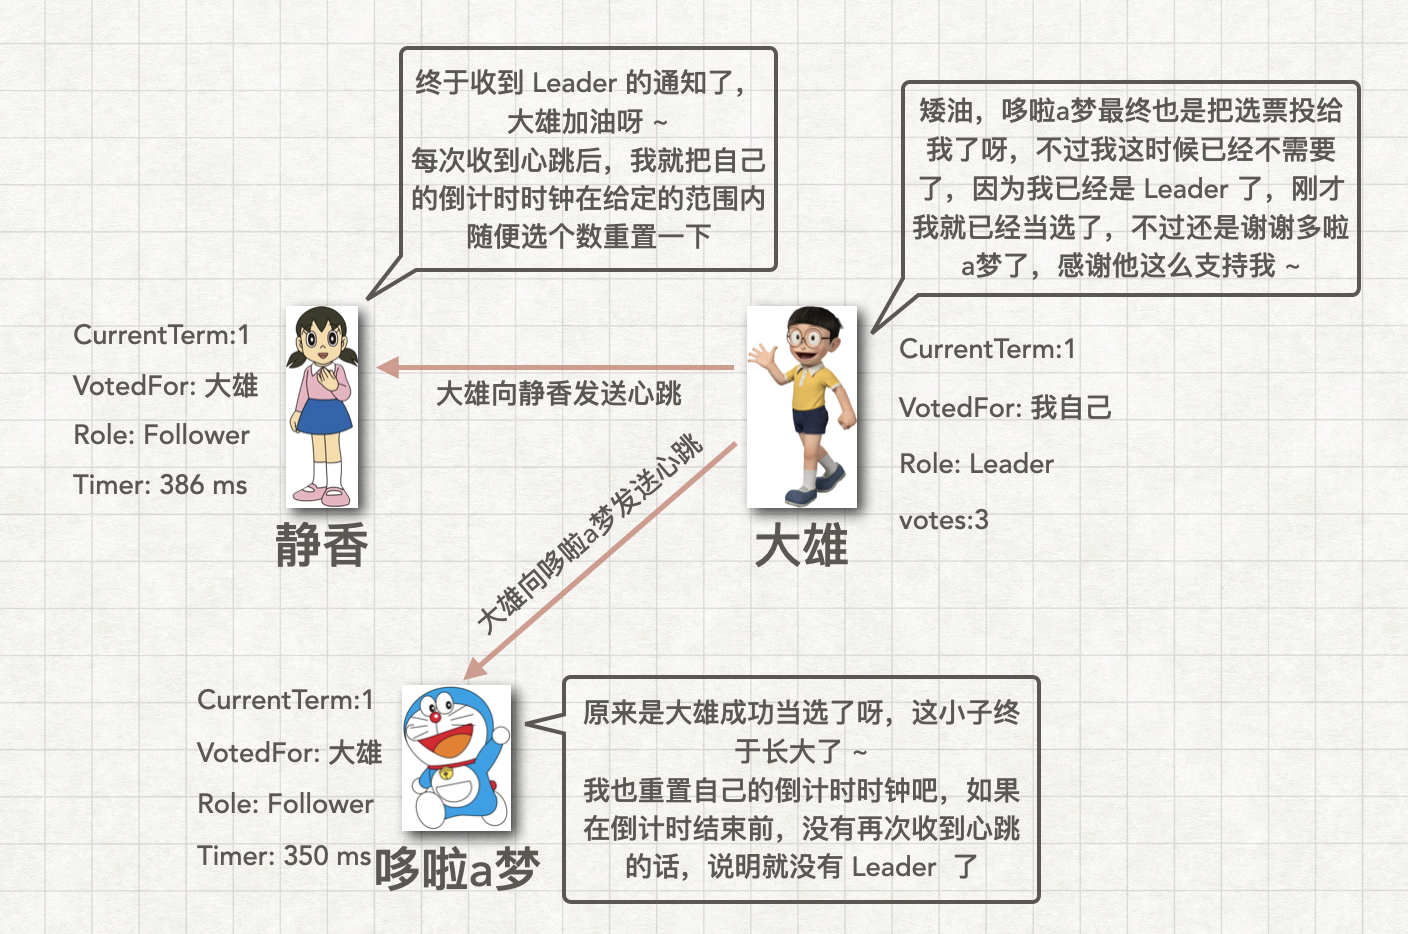 终于收到 Leader 的通知了，
大雄加油呀 ~
每次收到心跳后，我就把自己
的倒计时时钟在给定的范围内
随便选个数重置一下
矮油，哆啦a梦最终也是把选票投给
我了呀，不过我这时候已经不需要
了，因为我已经是 Leader 了，刚才
我就已经当选了，不过还是谢谢多啦
a梦了，感谢他这么支持我 ~
CurrentTerm:1
VotedFor: 大雄
Role: Follower
Timer: 386 ms
静香
大雄向静香发送心跳
大雄向哆啦a梦发送心跳
大雄
CurrentTerm:1
VotedFor: 我自己
Role: Leader
votes:3
CurrentTerm:1
VotedFor: 大雄
Role: Follower
Timer: 350 ms
哆啦a梦
原来是大雄成功当选了呀，这小子终
于长大了 ~
我也重置自己的倒计时时钟吧，如果
在倒计时结束前，没有再次收到心跳
的话，说明就没有 Leader 了